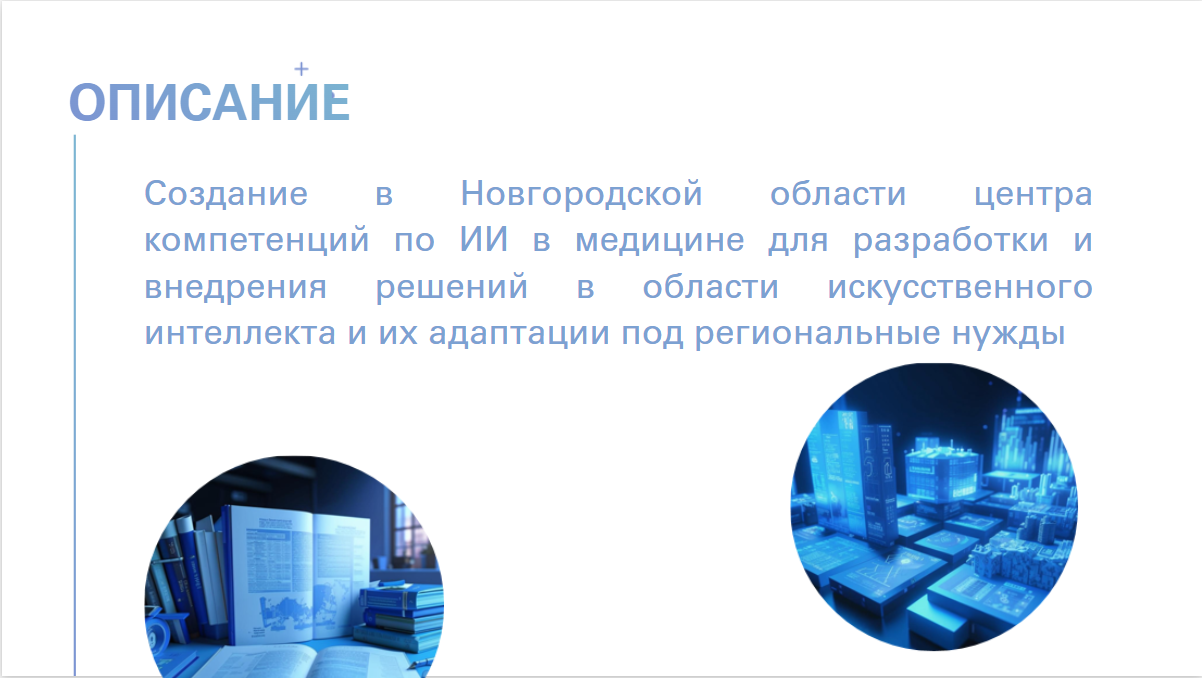 ОПИСАНИЕ
Создание в Новгородской области центра
компетенций по ИИ в медицине для разработки и
внедрения решений в области искусственного
интеллекта и их адаптации под региональные нужды